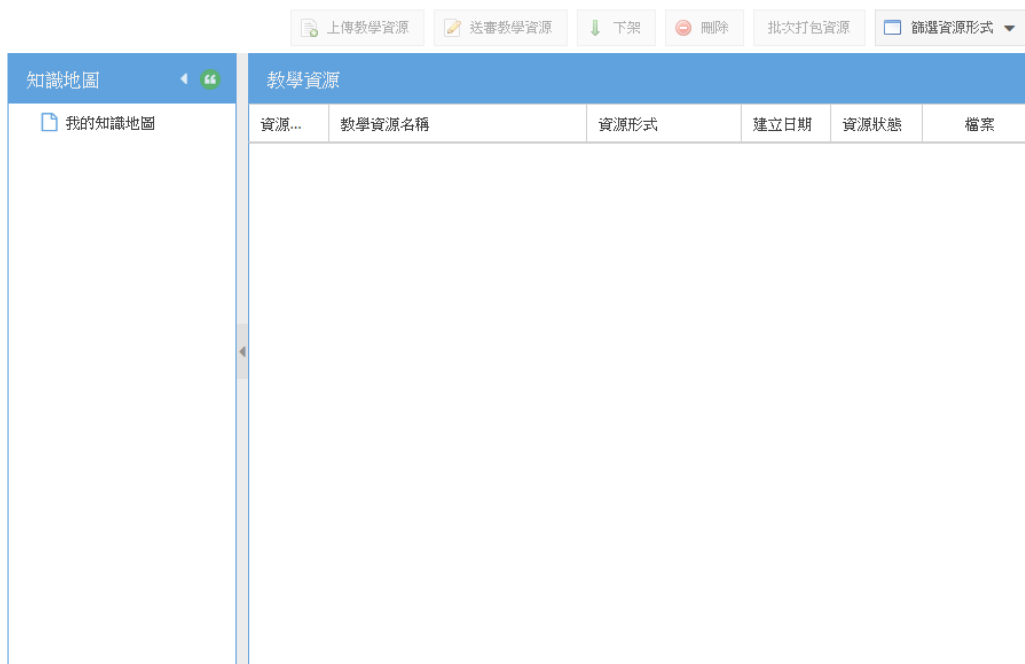 上傳教學資源 送審教學資源 下架 刪除 批次打包資源 篩選資源形式
知識地圖 教學資源
我的知識地圖 資源... 教學資源名稱 資源形式 建立日期 資源狀態 檔案